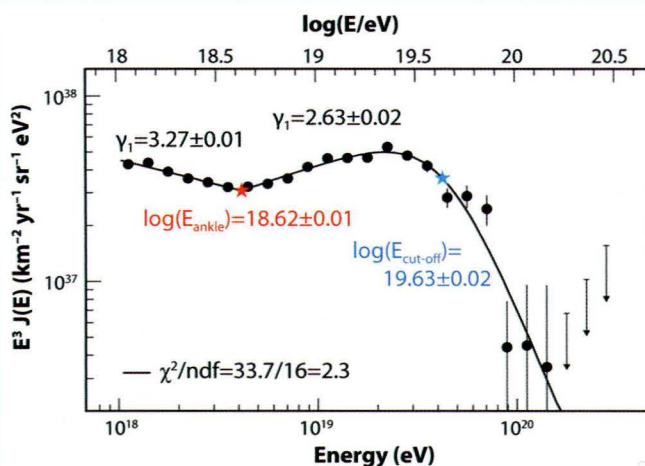 log(E/eV)
18 18.5 19 19.5 20 20.5
10³⁸
γ₁=3.27±0.01
γ₁=2.63±0.02
log(E_ankle)=18.62±0.01
log(E_cut-off)=
19.63±0.02
10³⁷
E³ J(E) (km⁻² yr⁻¹ sr⁻¹ eV²)
χ²/ndf=33.7/16=2.3
10¹⁸ 10¹⁹ 10²⁰
Energy (eV)